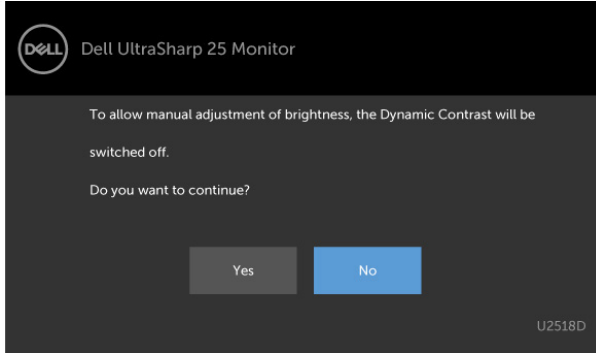 DELL
Dell UltraSharp 25 Monitor
To allow manual adjustment of brightness, the Dynamic Contrast will be
switched off.
Do you want to continue?
Yes
No
U2518D